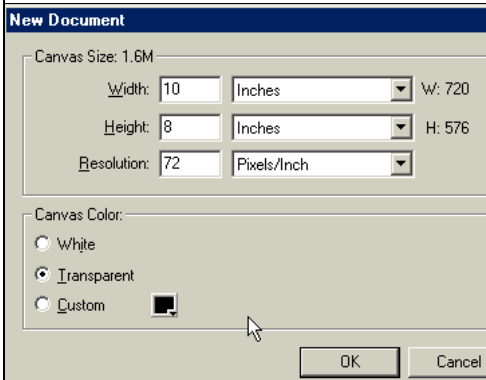 New Document
Canvas Size: 1.6M
Width: 10 Inches W: 720
Height: 8 Inches H: 576
Resolution: 72 Pixels/Inch
Canvas Color:
White
Transparent
Custom
OK Cancel